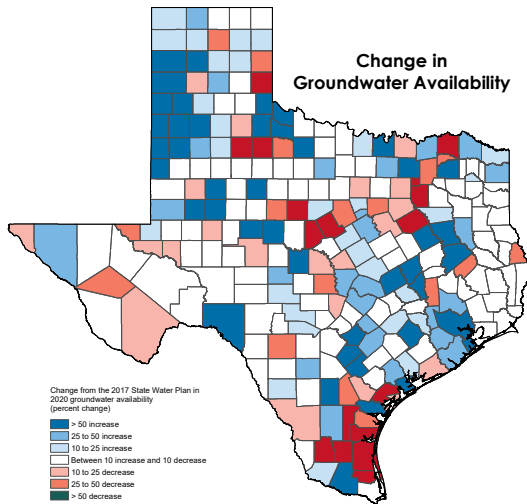 Change in
Groundwater Availability
Change from the 2017 State Water Plan in
2020 groundwater availability
(percent change)
> 50 increase
25 to 50 increase
10 to 25 increase
Between 10 increase and 10 decrease
10 to 25 decrease
25 to 50 decrease
> 50 decrease